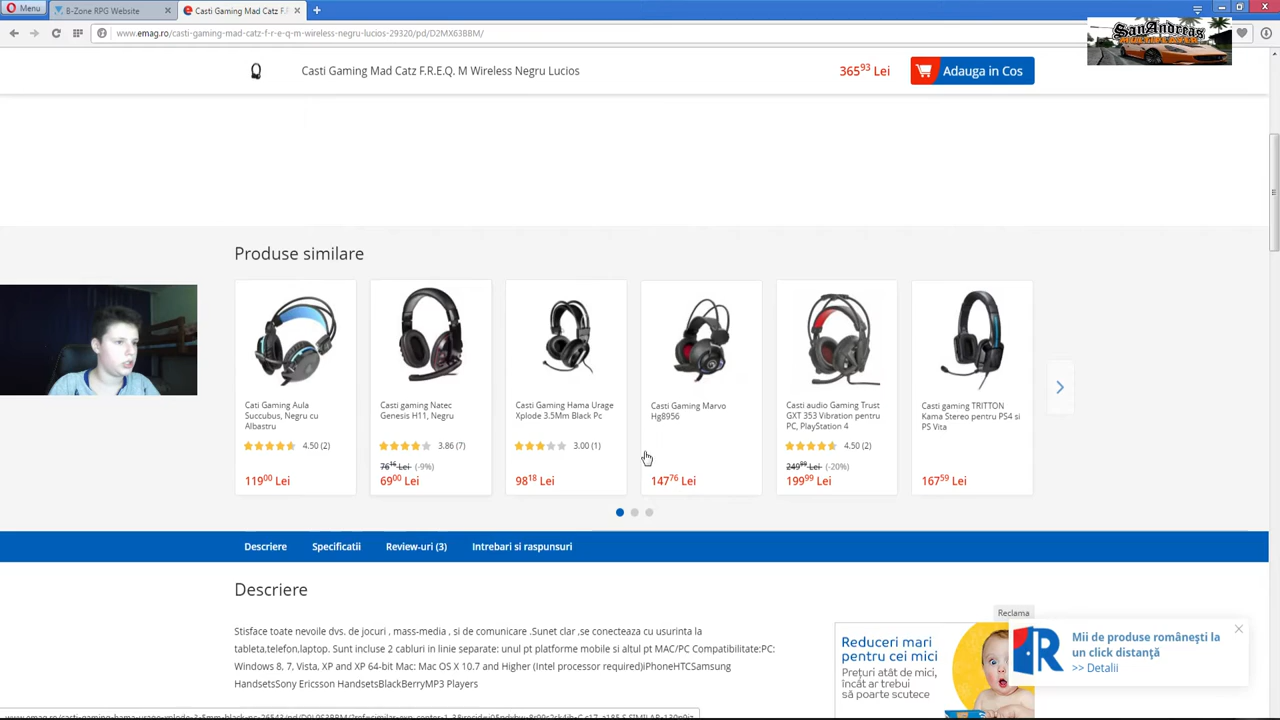 Menu
B-Zone RPG Website
Casti Gaming Mad Catz F.R
www.emag.ro/casti-gaming-mad-catz-f-r-e-q-m-wireless-negru-lucios-29320/pd/D2MX63BBM/
SanAndreas
Casti Gaming Mad Catz F.R.E.Q. M Wireless Negru Lucios
365⁹³ Lei
Adauga in Cos
Produse similare
Cati Gaming Aula
Succubus, Negru cu
Albastru
4.50 (2)
119⁰⁰ Lei
Casti gaming Natec
Genesis H11, Negru
3.86 (7)
76¹⁶ Lei (-9%)
69⁰⁰ Lei
Casti Gaming Hama Urage
Xplode 3.5Mm Black Pc
3.00 (1)
98¹⁸ Lei
Casti Gaming Marvo
Hg8956
147⁷⁶ Lei
Casti audio Gaming Trust
GXT 353 Vibration pentru
PC, PlayStation 4
4.50 (2)
249⁹⁹ Lei (-20%)
199⁹⁹ Lei
Casti gaming TRITTON
Kama Stereo pentru PS4 si
PS Vita
167⁵⁹ Lei
Descriere
Specificatii
Review-uri (3)
Intrebari si raspunsuri
Descriere
Stisface toate nevoile dvs. de jocuri , mass-media , si de comunicare .Sunet clar ,se conecteaza cu usurinta la
tableta,telefon,laptop. Sunt incluse 2 cabluri in linie separate: unul pt platforme mobile si altul pt MAC/PC Compatibilitate:PC:
Windows 8, 7, Vista, XP and XP 64-bit Mac: Mac OS X 10.7 and Higher (Intel processor required)iPhoneHTCSamsung
HandsetsSony Ericsson HandsetsBlackBerryMP3 Players
Reclama
Reduceri mari
pentru cei mici
Prețuri atât de mici,
încât ar trebui
să poarte scutece
Mii de produse românești la
un click distanță
>> Detalii